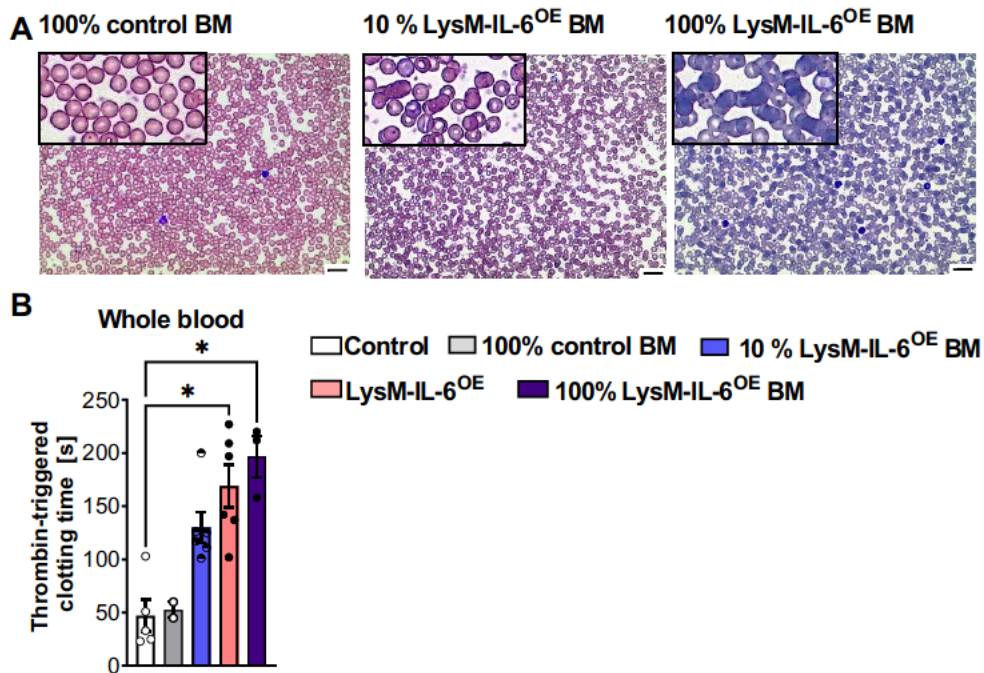 A
100% control BM
10 % LysM-IL-6OE BM
100% LysM-IL-6OE BM
B
Whole blood
Control
100% control BM
10 % LysM-IL-6OE BM
LysM-IL-6OE
100% LysM-IL-6OE BM
*
*
Thrombin-triggered
clotting time [s]
250
200
150
100
50
0